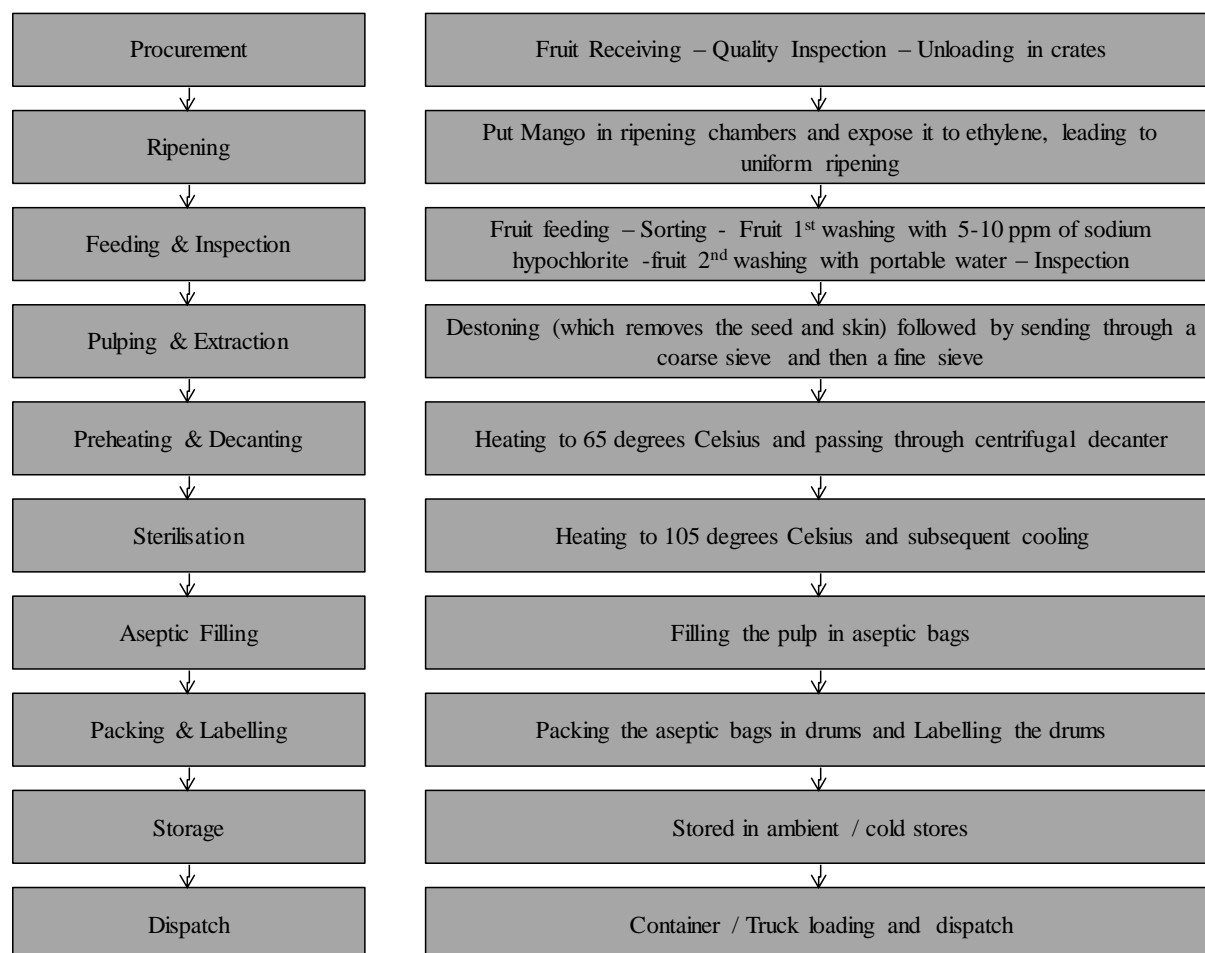 Procurement
Fruit Receiving – Quality Inspection – Unloading in crates
Ripening
Put Mango in ripening chambers and expose it to ethylene, leading to
uniform ripening
Feeding & Inspection
Fruit feeding – Sorting - Fruit 1st washing with 5-10 ppm of sodium
hypochlorite -fruit 2nd washing with portable water – Inspection
Pulping & Extraction
Destoning (which removes the seed and skin) followed by sending through a
coarse sieve and then a fine sieve
Preheating & Decanting
Heating to 65 degrees Celsius and passing through centrifugal decanter
Sterilisation
Heating to 105 degrees Celsius and subsequent cooling
Aseptic Filling
Filling the pulp in aseptic bags
Packing & Labelling
Packing the aseptic bags in drums and Labelling the drums
Storage
Stored in ambient / cold stores
Dispatch
Container / Truck loading and dispatch